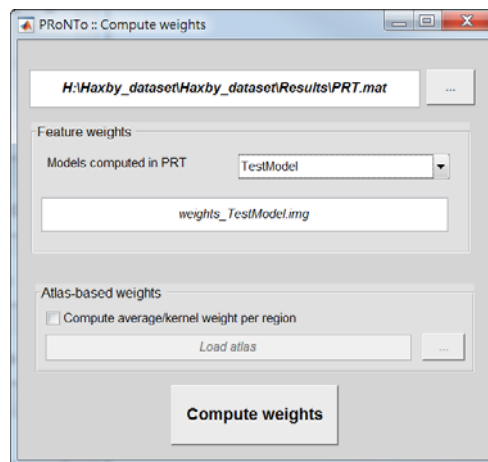 PRoNTo :: Compute weights
H:\Haxby_dataset\Haxby_dataset\Results\PRT.mat ...
Feature weights
Models computed in PRT TestModel
weights_TestModel.img
Atlas-based weights
Compute average/kernel weight per region
Load atlas ...
Compute weights